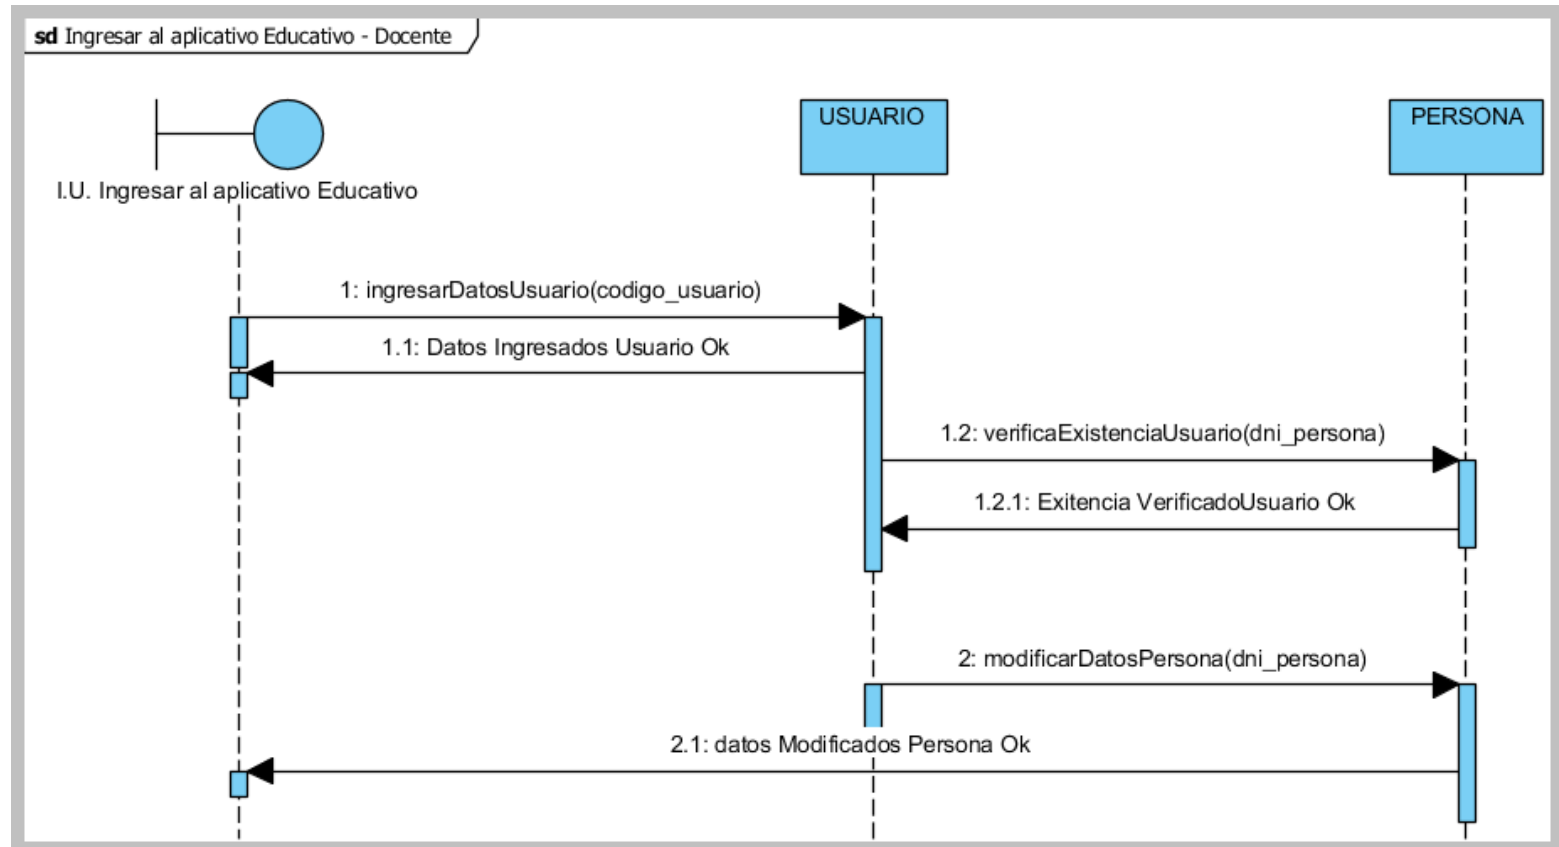 sd Ingresar al aplicativo Educativo - Docente
USUARIO
PERSONA
I.U. Ingresar al aplicativo Educativo
1: ingresarDatosUsuario(codigo_usuario)
1.1: Datos Ingresados Usuario Ok
1.2: verificaExistenciaUsuario(dni_persona)
1.2.1: Exitencia VerificadoUsuario Ok
2: modificarDatosPersona(dni_persona)
2.1: datos Modificados Persona Ok